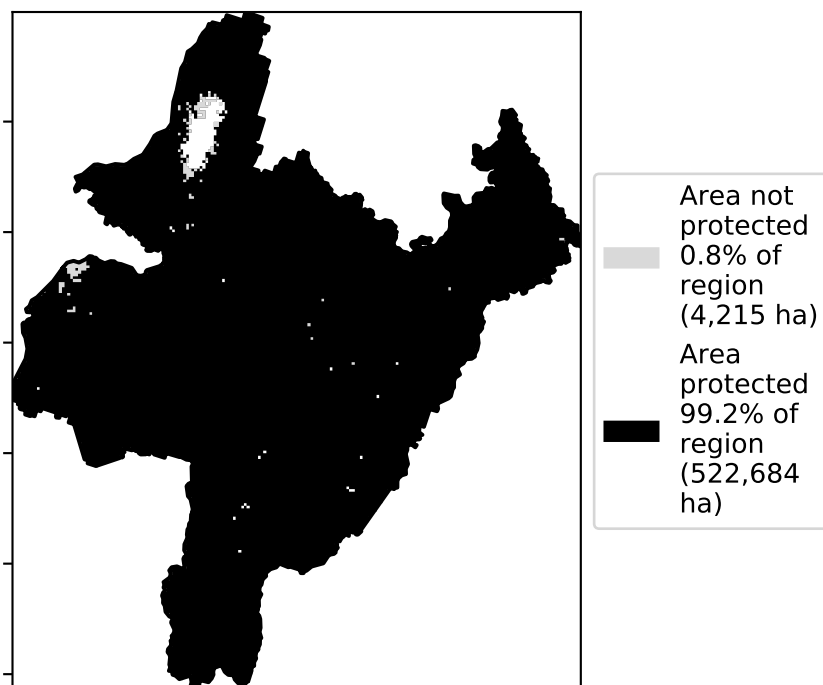 Area not
protected
0.8% of
region
(4,215 ha)
Area
protected
99.2% of
region
(522,684
ha)